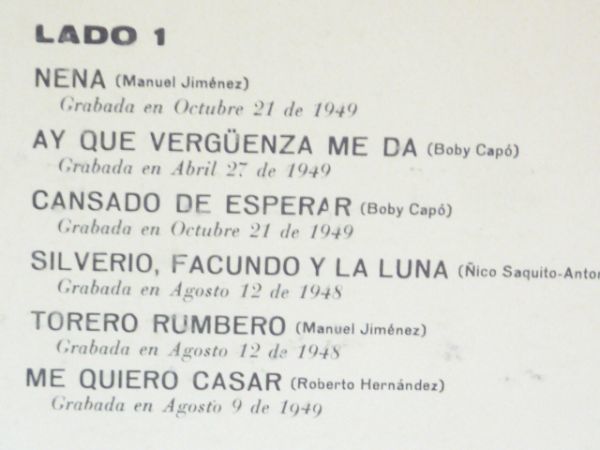 LADO 1
NENA (Manuel Jiménez)
Grabada en Octubre 21 de 1949
AY QUE VERGÜENZA ME DA (Boby Capó)
Grabada en Abril 27 de 1949
CANSADO DE ESPERAR (Boby Capó)
Grabada en Octubre 21 de 1949
SILVERIO, FACUNDO Y LA LUNA (Ñico Saquito-Anton
Grabada en Agosto 12 de 1948
TORERO RUMBERO (Manuel Jiménez)
Grabada en Agosto 12 de 1948
ME QUIERO CASAR (Roberto Hernández)
Grabada en Agosto 9 de 1949